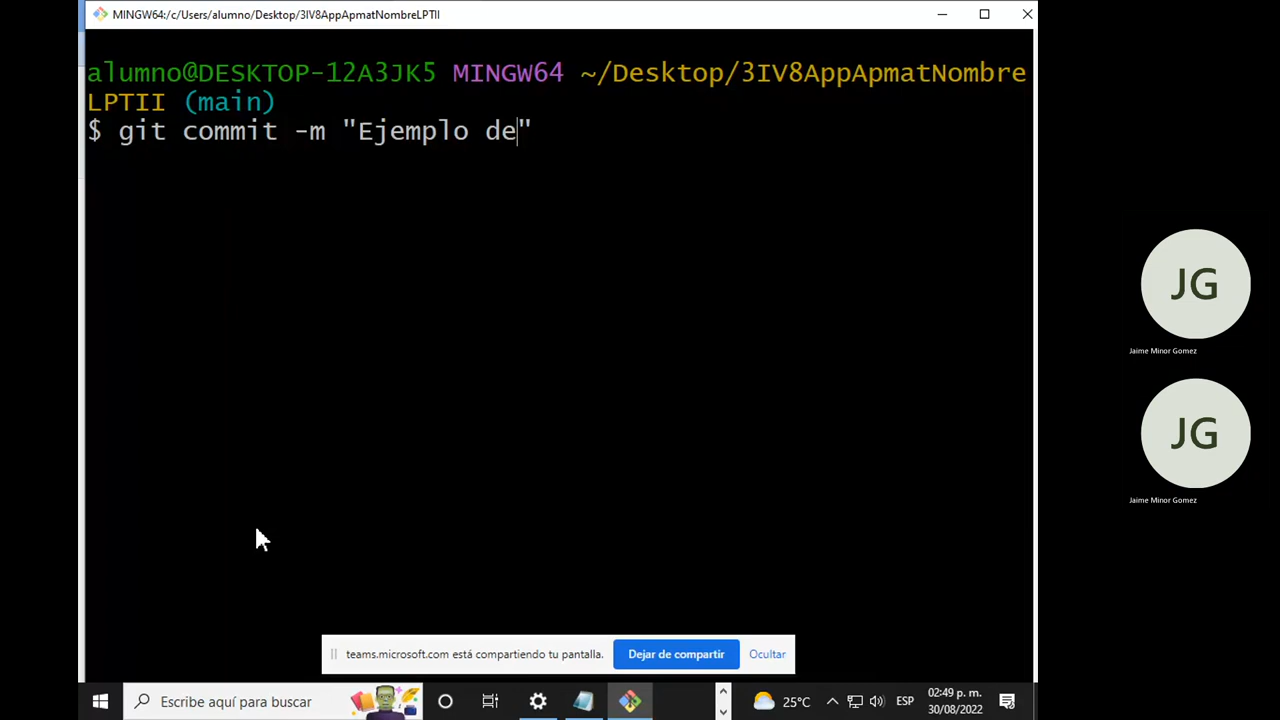 MINGW64:/c/Users/alumno/Desktop/3IV8AppApmatNombreLPTII
alumno@DESKTOP-12A3JK5 MINGW64 ~/Desktop/3IV8AppApmatNombre
LPTII (main)
$ git commit -m "Ejemplo de"
JG
Jaime Minor Gomez
JG
Jaime Minor Gomez
teams.microsoft.com está compartiendo tu pantalla.
Dejar de compartir
Ocultar
Escribe aquí para buscar
25°C
ESP
02:49 p. m.
30/08/2022